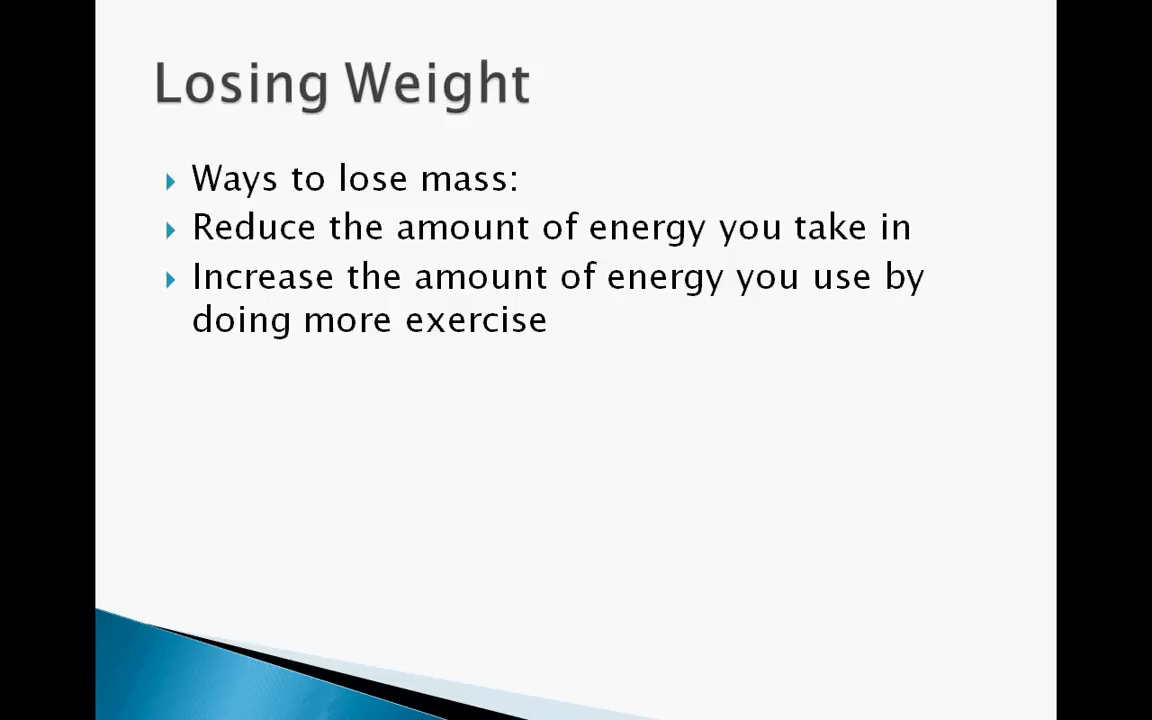 Losing Weight
Ways to lose mass:
Reduce the amount of energy you take in
Increase the amount of energy you use by
doing more exercise